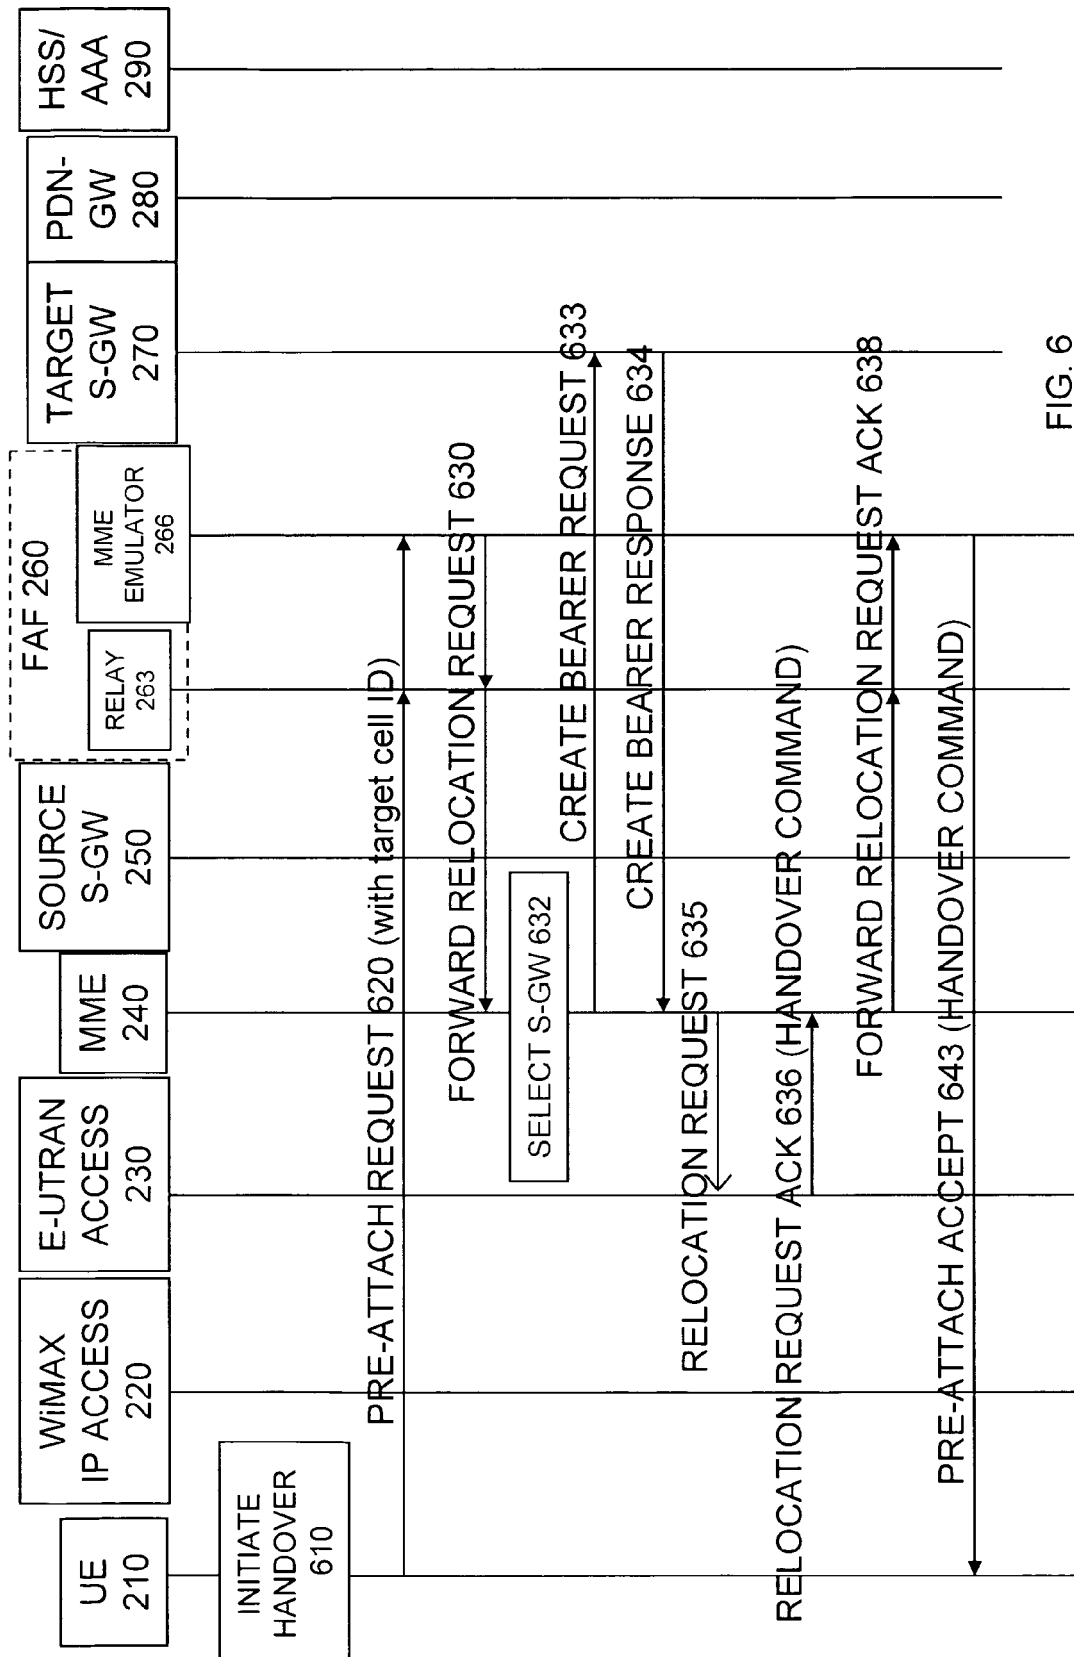 UE
210
WiMAX
IP ACCESS
220
E-UTRAN
ACCESS
230
MME
240
SOURCE
S-GW
250
FAF 260
RELAY
263
MME
EMULATOR
266
TARGET
S-GW
270
PDN-
GW
280
HSS/
AAA
290
INITIATE
HANDOVER
610
PRE-ATTACH REQUEST 620 (with target cell ID)
FORWARD RELOCATION REQUEST 630
SELECT S-GW 632
CREATE BEARER REQUEST 633
CREATE BEARER RESPONSE 634
RELOCATION REQUEST 635
RELOCATION REQUEST ACK 636 (HANDOVER COMMAND)
FORWARD RELOCATION REQUEST ACK 638
PRE-ATTACH ACCEPT 643 (HANDOVER COMMAND)
FIG. 6